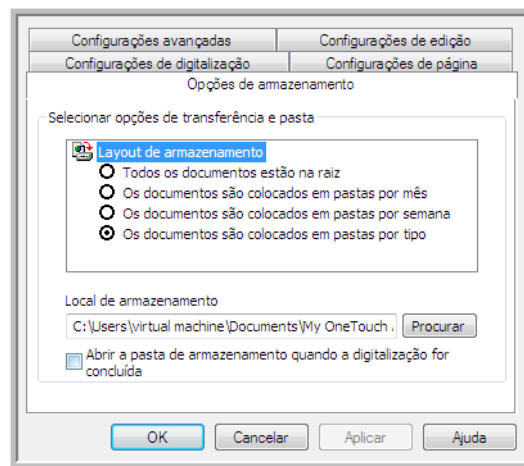 Configurações avançadas
Configurações de edição
Configurações de digitalização
Configurações de página
Opções de armazenamento
Selecionar opções de transferência e pasta
Layout de armazenamento
Todos os documentos estão na raiz
Os documentos são colocados em pastas por mês
Os documentos são colocados em pastas por semana
Os documentos são colocados em pastas por tipo
Local de armazenamento
C:\Users\virtual machine\Documents\My OneTouch
Procurar
Abrir a pasta de armazenamento quando a digitalização for
concluída
OK
Cancelar
Aplicar
Ajuda